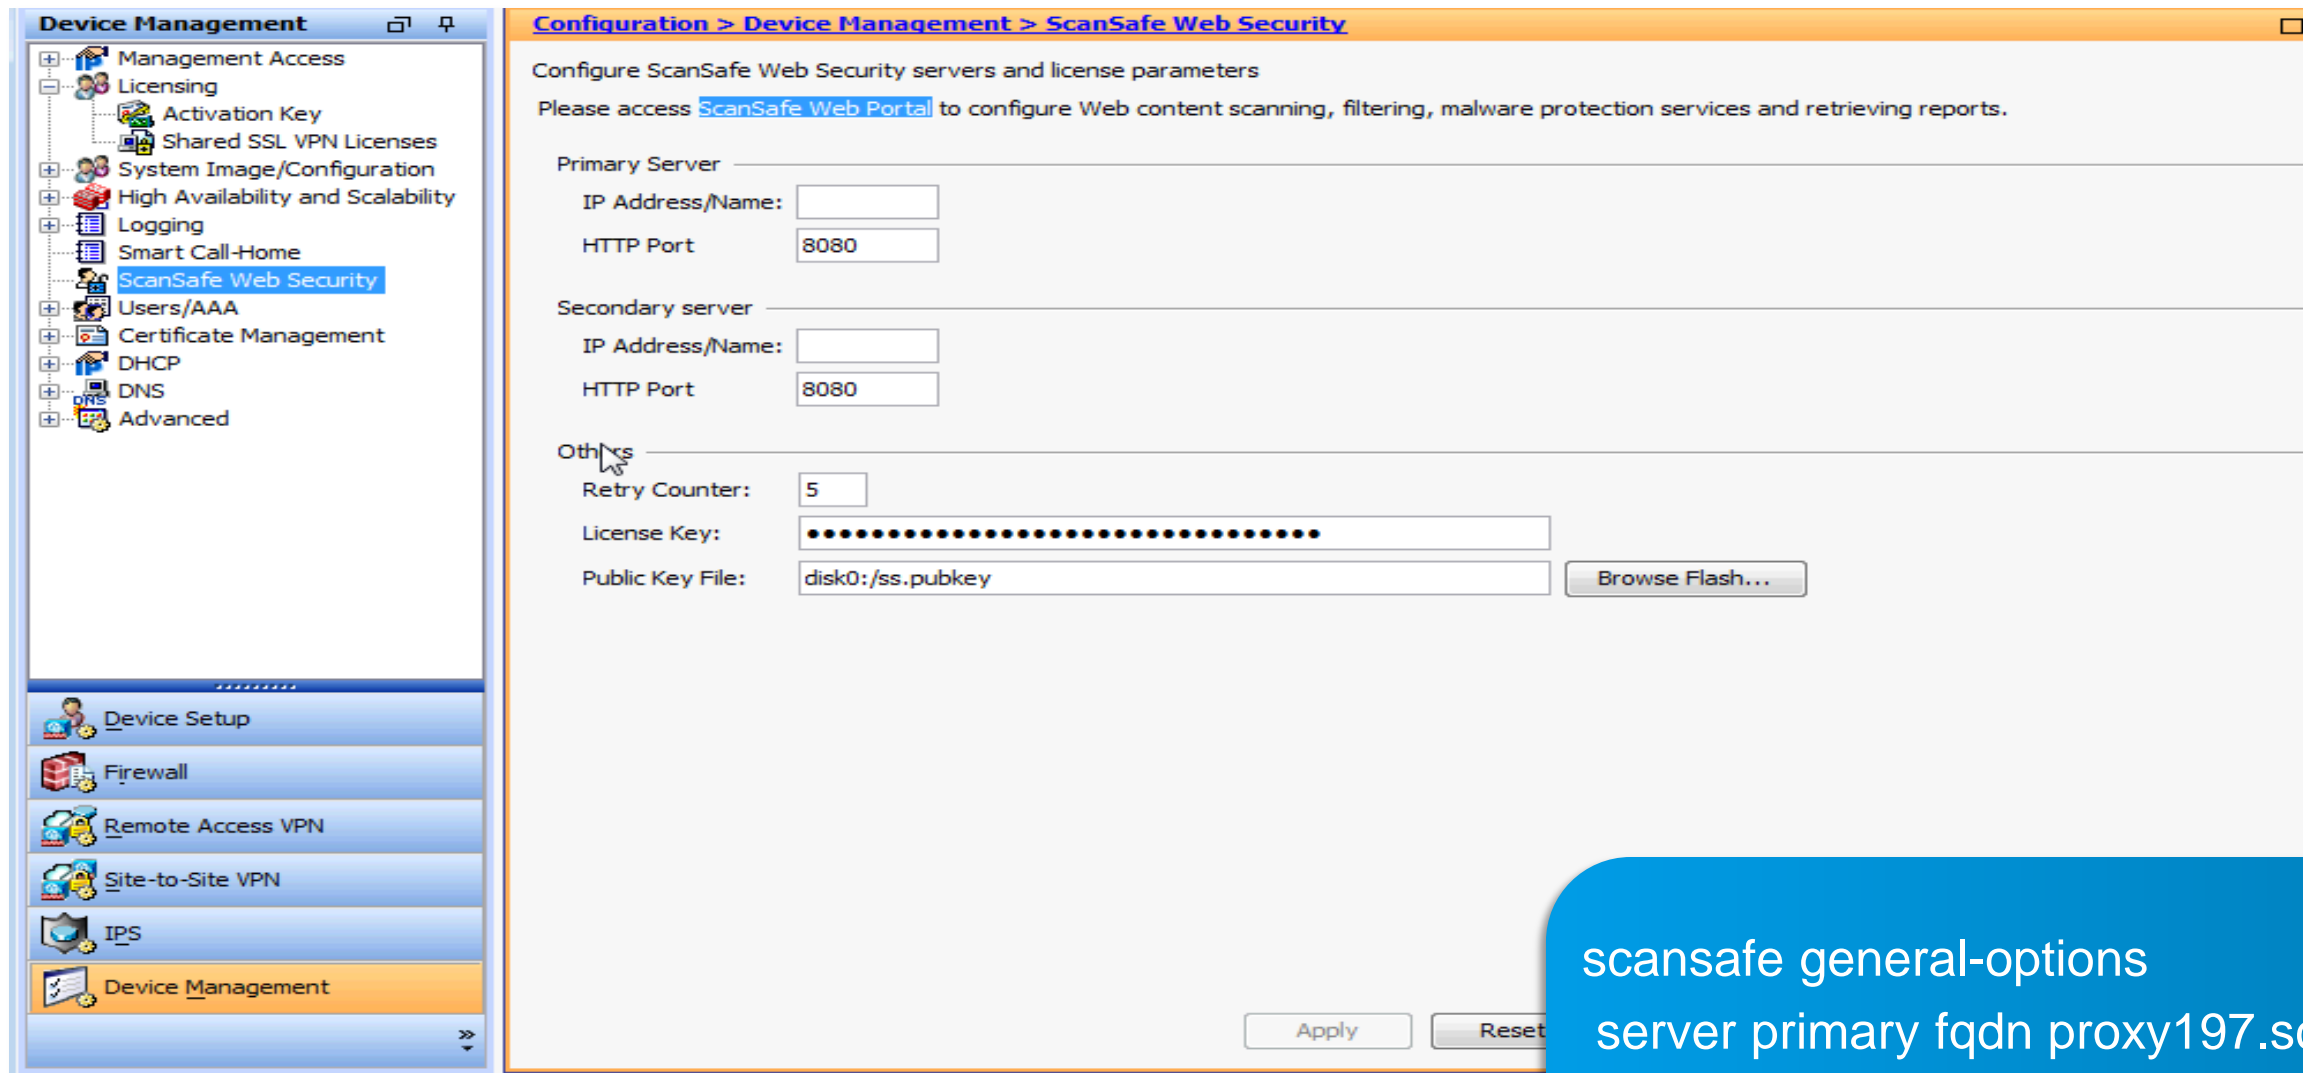 Device Management
Management Access
Licensing
Activation Key
Shared SSL VPN Licenses
System Image/Configuration
High Availability and Scalability
Logging
Smart Call-Home
ScanSafe Web Security
Users/AAA
Certificate Management
DHCP
DNS
DNS
Advanced
Device Setup
Firewall
Remote Access VPN
Site-to-Site VPN
IPS
Device Management
Configuration > Device Management > ScanSafe Web Security
Configure ScanSafe Web Security servers and license parameters
Please access ScanSafe Web Portal to configure Web content scanning, filtering, malware protection services and retrieving reports.
Primary Server
IP Address/Name:
HTTP Port 8080
Secondary server
IP Address/Name:
HTTP Port 8080
Others
Retry Counter: 5
License Key: ••••••••••••••••••••••••••••••••
Public Key File: disk0:/ss.pubkey Browse Flash...
Apply Reset
scansafe general-options
server primary fqdn proxy197.sc